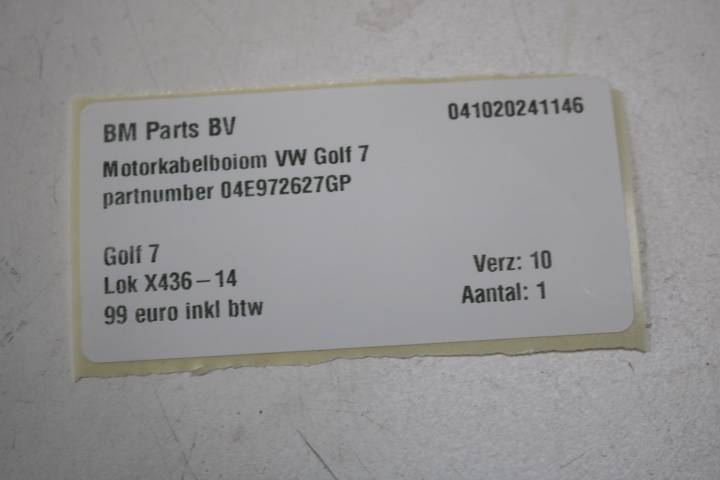 BM Parts BV 041020241146
Motorkabelboiom VW Golf 7
partnumber 04E972627GP
Golf 7
Lok X436-14 Verz: 10
99 euro inkl btw Aantal: 1